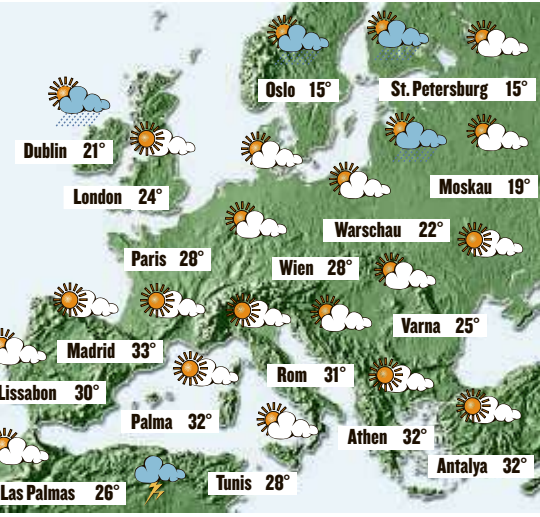 Oslo 15°
St. Petersburg 15°
Dublin 21°
Moskau 19°
London 24°
Warschau 22°
Paris 28°
Wien 28°
Varna 25°
Madrid 33°
Rom 31°
Lissabon 30°
Palma 32°
Athen 32°
Antalya 32°
Las Palmas 26°
Tunis 28°